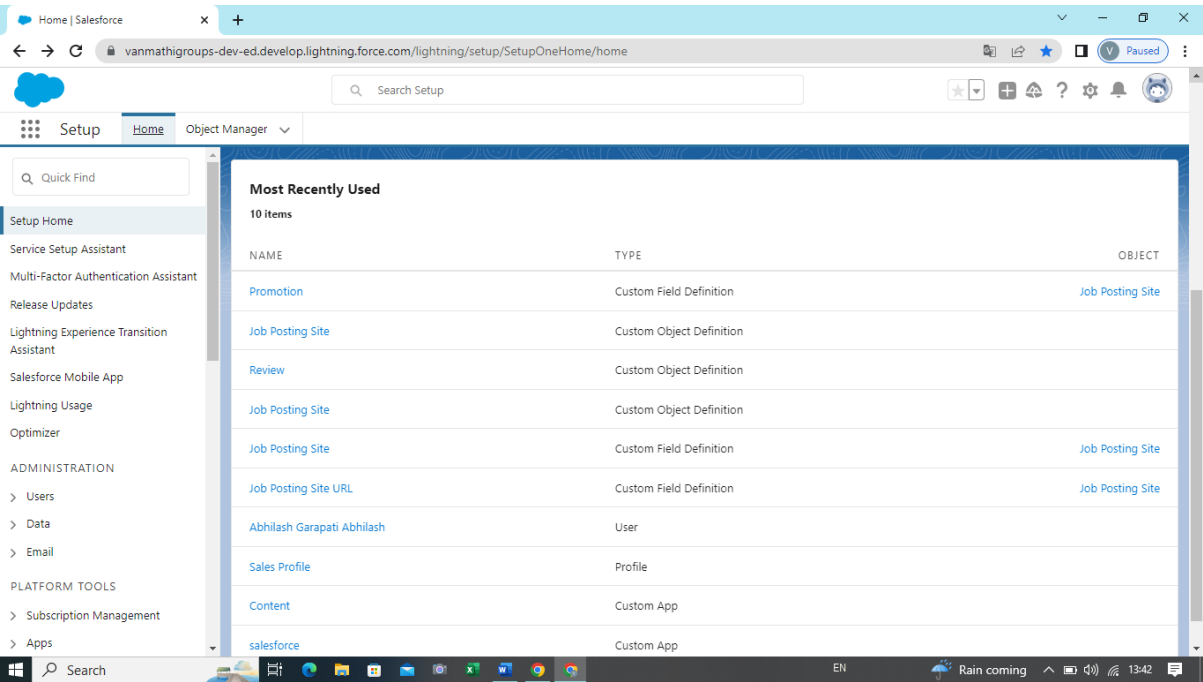 Home | Salesforce
vanmathigroups-dev-ed.develop.lightning.force.com/lightning/setup/SetupOneHome/home
V Paused
Search Setup
Setup Home Object Manager
Quick Find
Setup Home
Service Setup Assistant
Multi-Factor Authentication Assistant
Release Updates
Lightning Experience Transition
Assistant
Salesforce Mobile App
Lightning Usage
Optimizer
ADMINISTRATION
Users
Data
Email
PLATFORM TOOLS
Subscription Management
Apps
Most Recently Used
10 items
NAME TYPE OBJECT
Promotion Custom Field Definition Job Posting Site
Job Posting Site Custom Object Definition
Review Custom Object Definition
Job Posting Site Custom Object Definition
Job Posting Site Custom Field Definition Job Posting Site
Job Posting Site URL Custom Field Definition Job Posting Site
Abhilash Garapati Abhilash User
Sales Profile Profile
Content Custom App
salesforce Custom App
Search EN Rain coming 13:42